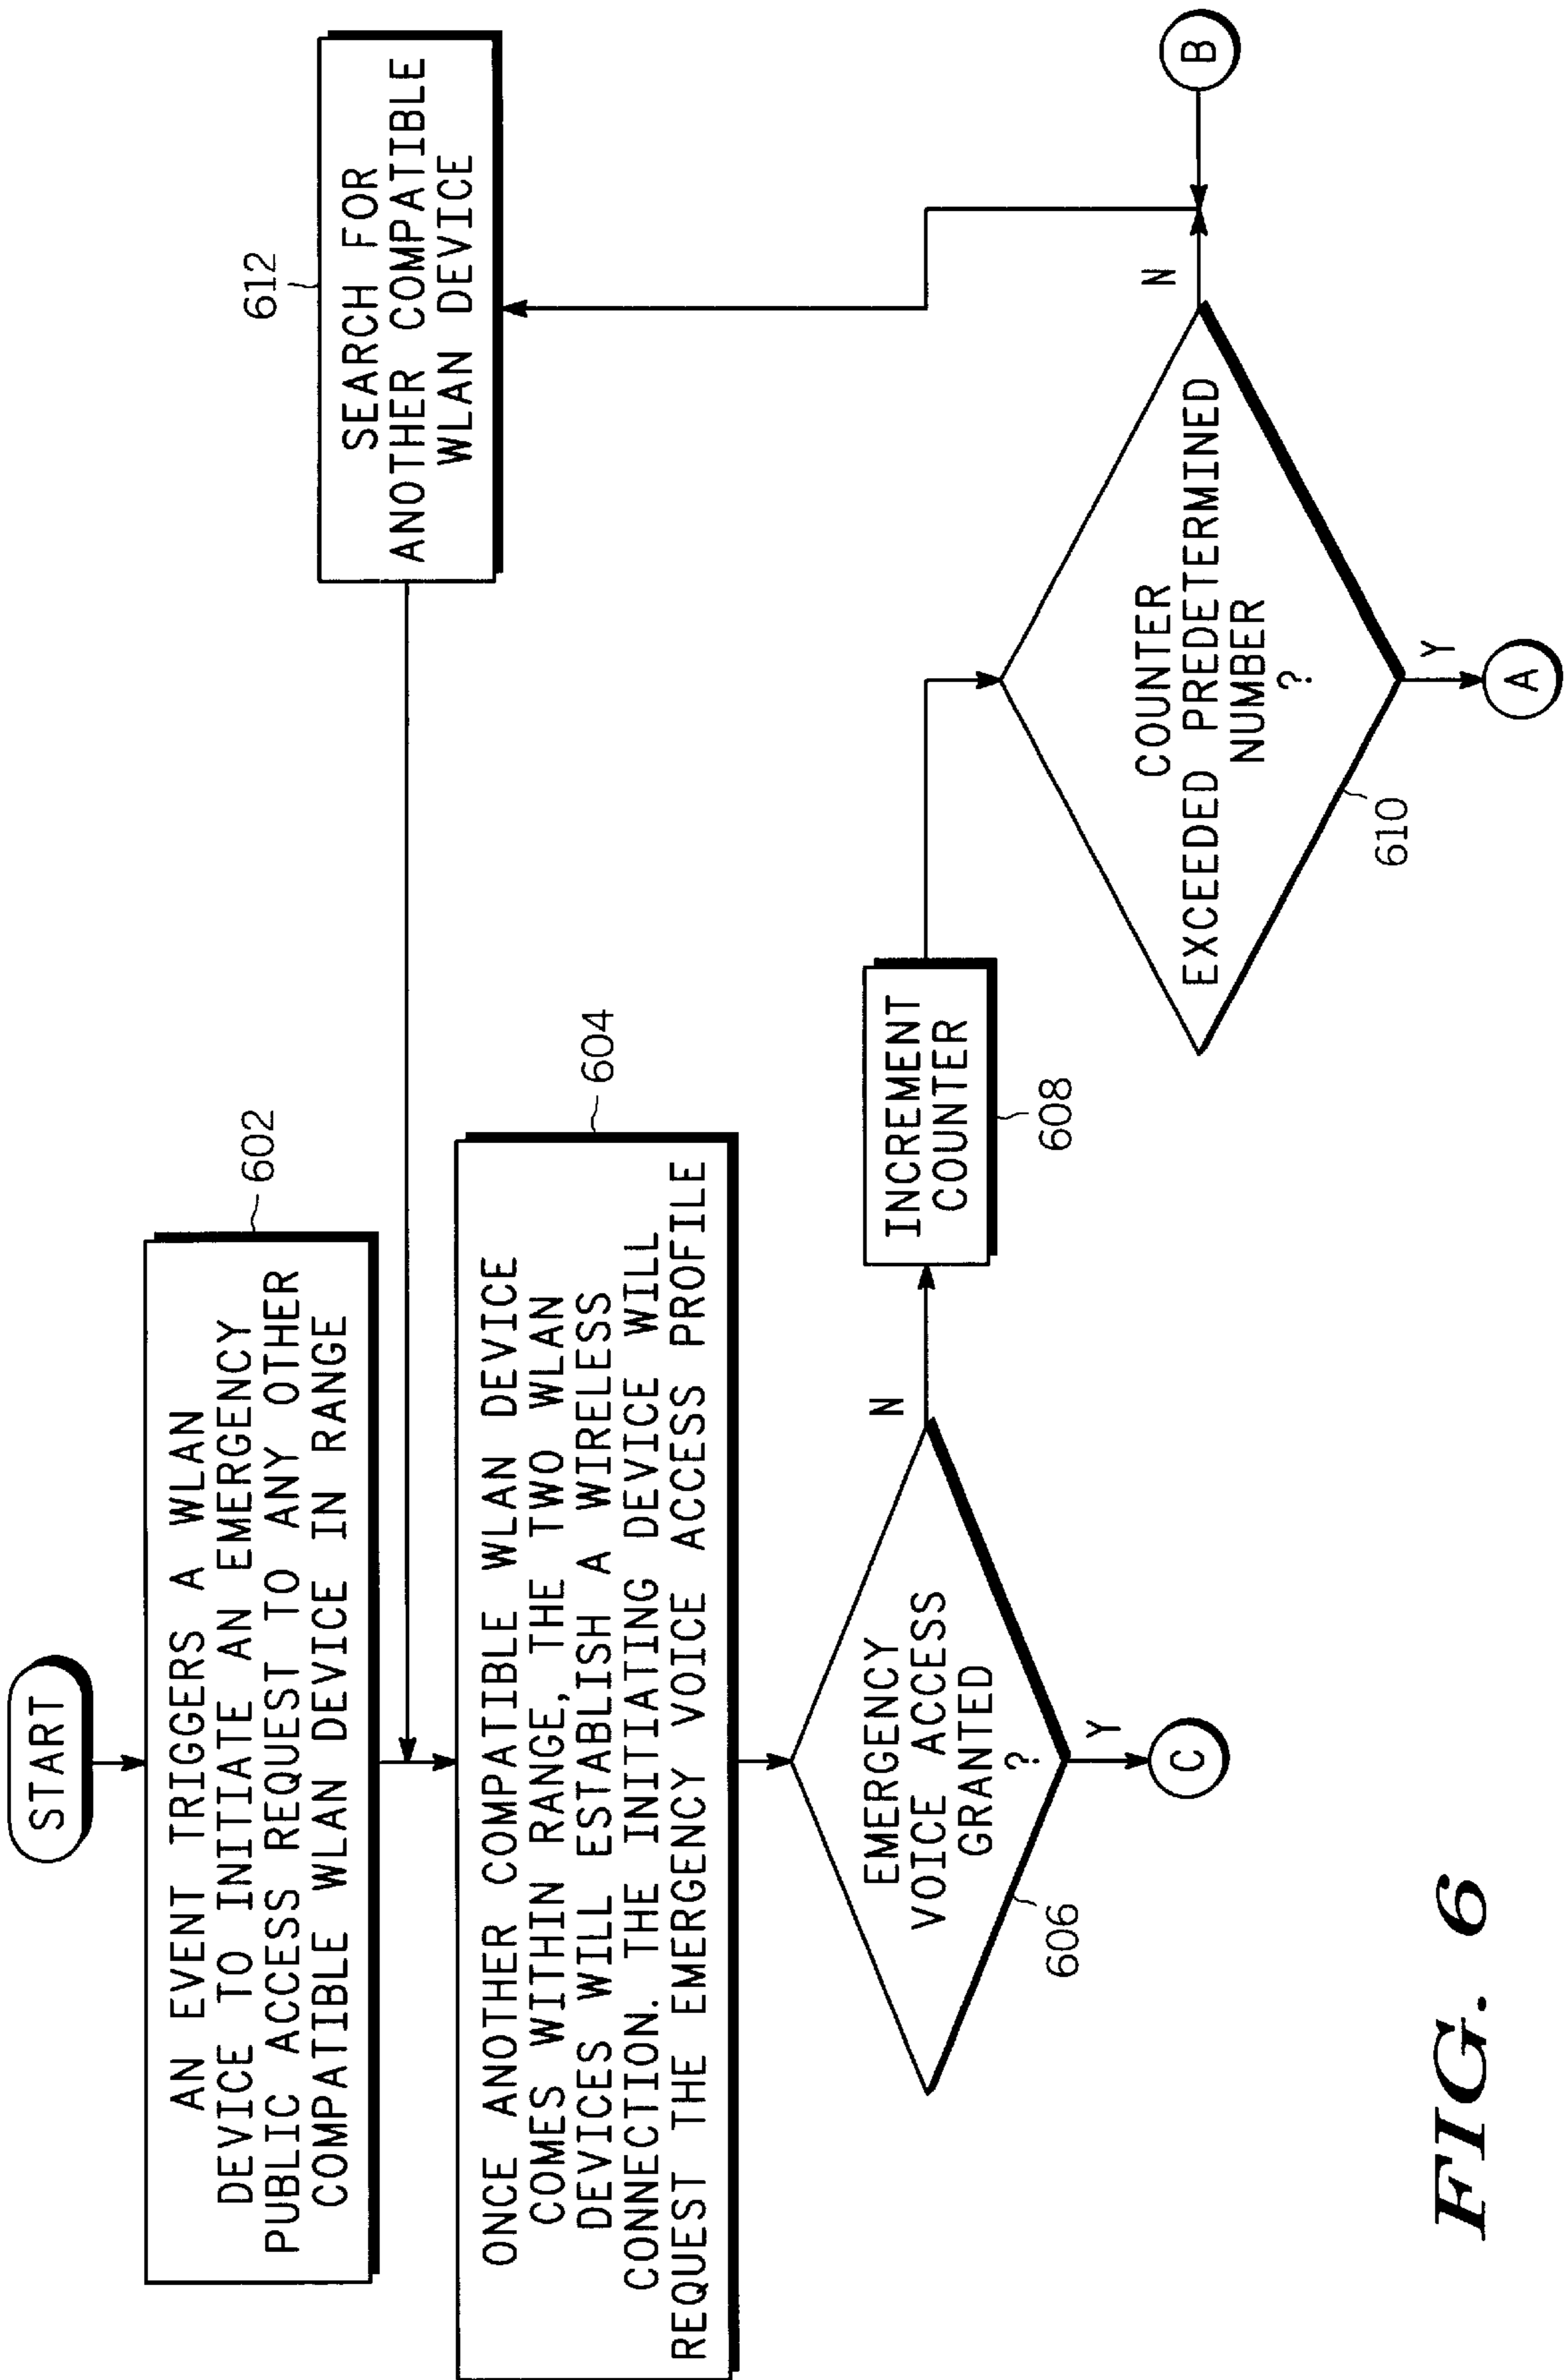 START
AN EVENT TRIGGERS A WLAN
DEVICE TO INITIATE AN EMERGENCY
PUBLIC ACCESS REQUEST TO ANY OTHER
COMPATIBLE WLAN DEVICE IN RANGE
602
ONCE ANOTHER COMPATIBLE WLAN DEVICE
COMES WITHIN RANGE, THE TWO WLAN
DEVICES WILL ESTABLISH A WIRELESS
CONNECTION. THE INITIATING DEVICE WILL
REQUEST THE EMERGENCY VOICE ACCESS PROFILE
604
EMERGENCY
VOICE ACCESS
GRANTED
?
606
N
Y
C
INCREMENT
COUNTER
608
COUNTER
EXCEEDED PREDETERMINED
NUMBER
?
610
N
Y
A
B
612
SEARCH FOR
ANOTHER COMPATIBLE
WLAN DEVICE
FIG. 6